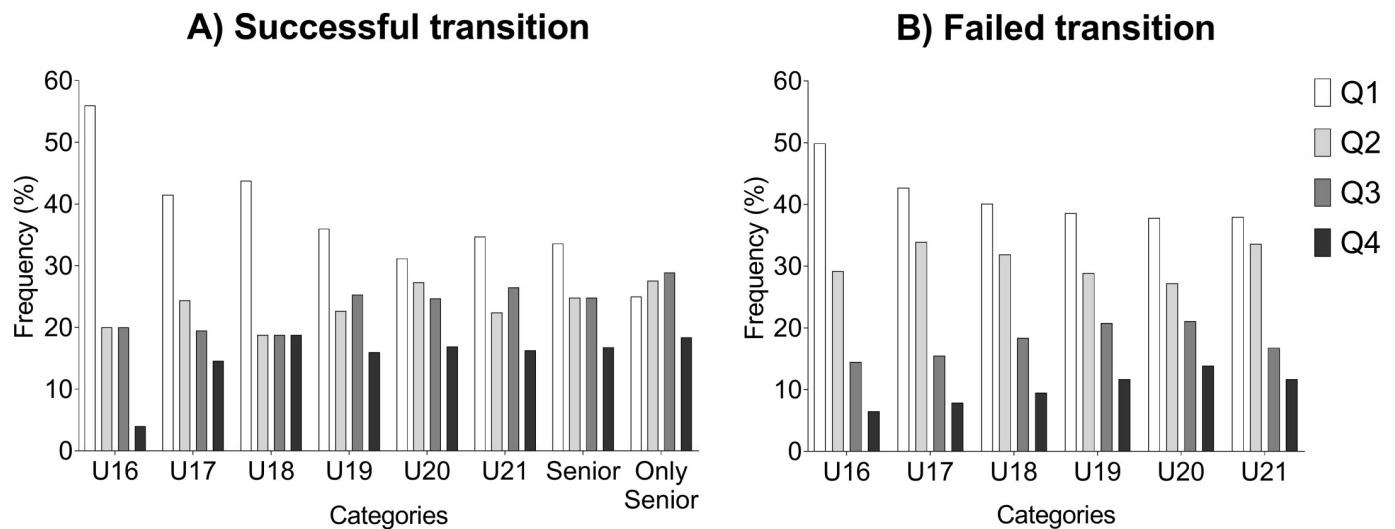 A) Successful transition
Frequency (%)
60
50
40
30
20
10
0
U16 U17 U18 U19 U20 U21 Senior Only Senior
Categories
B) Failed transition
Frequency (%)
60
50
40
30
20
10
0
U16 U17 U18 U19 U20 U21
Categories
Q1
Q2
Q3
Q4